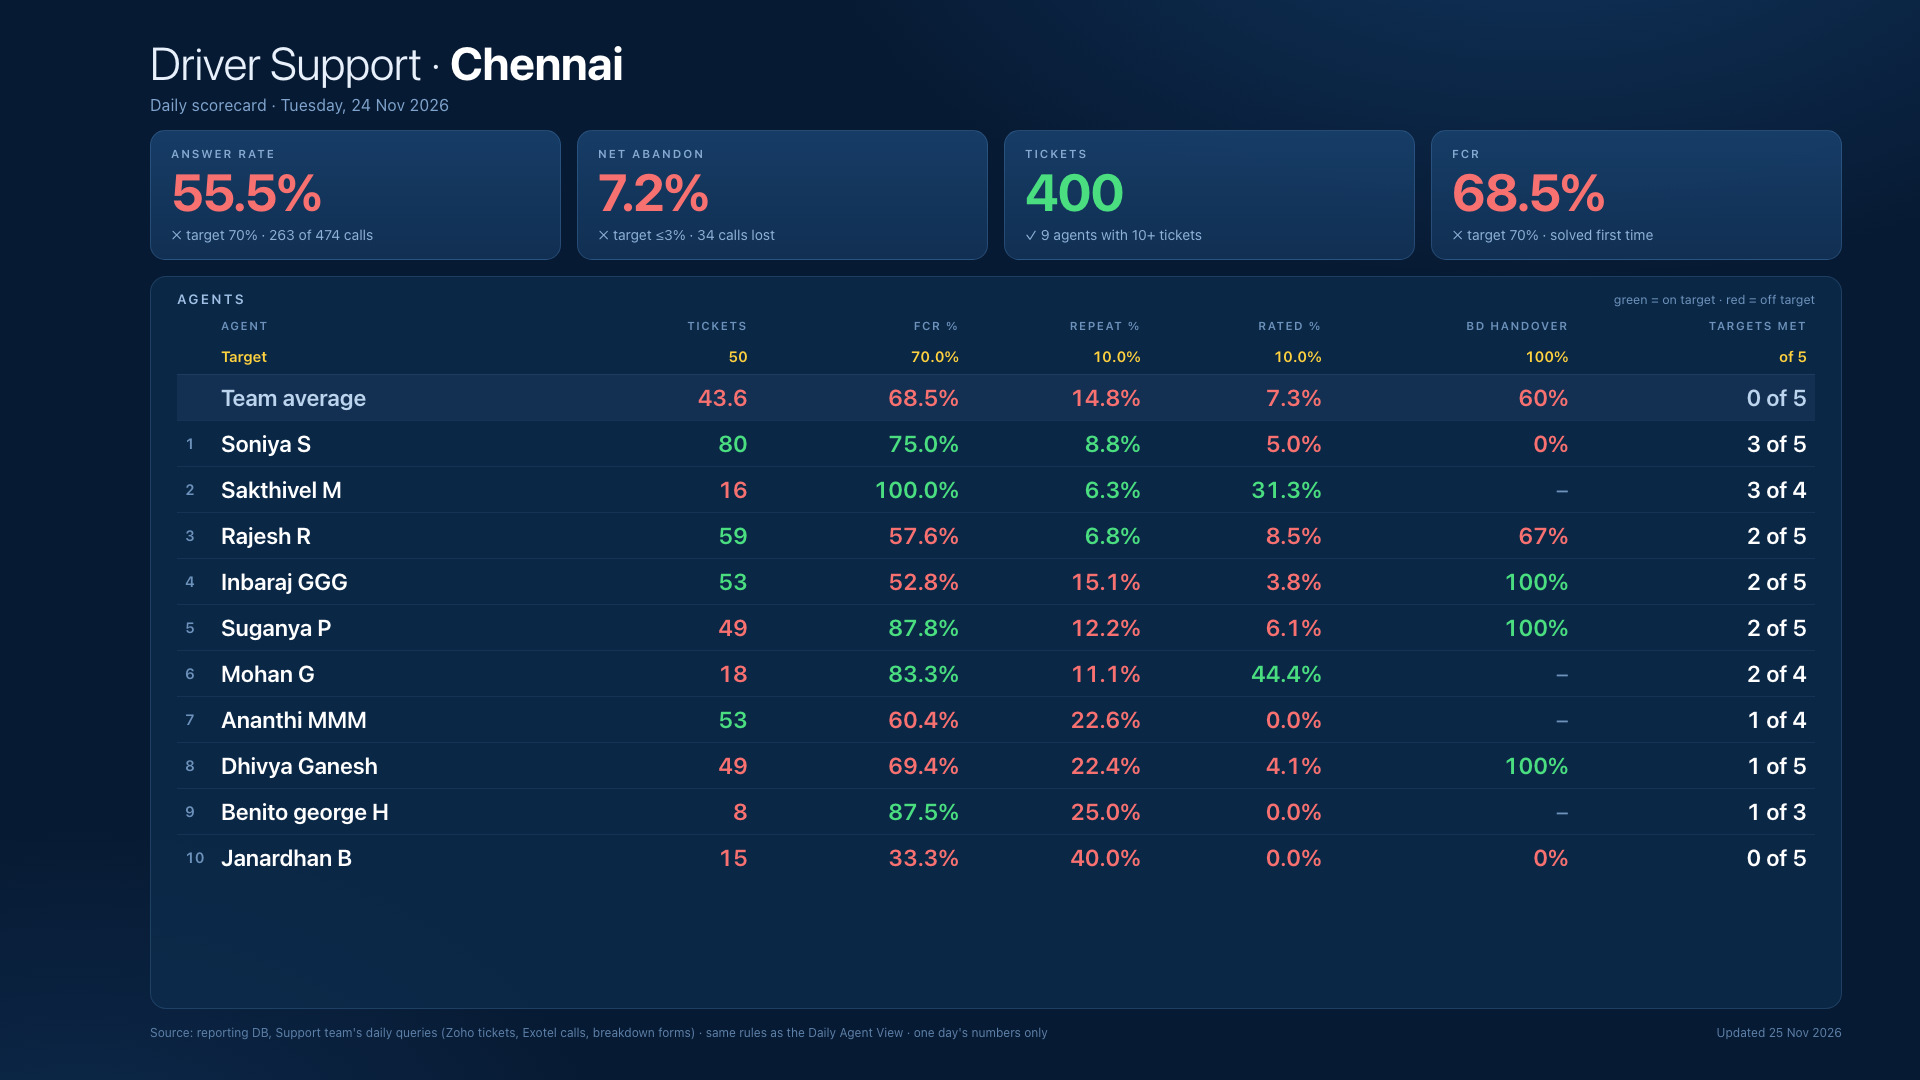 Driver Support · Chennai
Daily scorecard · Tuesday, 24 Nov 2026
ANSWER RATE
55.5%
✕ target 70% · 263 of 474 calls
NET ABANDON
7.2%
✕ target ≤3% · 34 calls lost
TICKETS
400
✓ 9 agents with 10+ tickets
FCR
68.5%
✕ target 70% · solved first time
AGENTS green = on target · red = off target
AGENT TICKETS FCR % REPEAT % RATED % BD HANDOVER TARGETS MET
Target 50 70.0% 10.0% 10.0% 100% of 5
Team average 43.6 68.5% 14.8% 7.3% 60% 0 of 5
1 Soniya S 80 75.0% 8.8% 5.0% 0% 3 of 5
2 Sakthivel M 16 100.0% 6.3% 31.3% – 3 of 4
3 Rajesh R 59 57.6% 6.8% 8.5% 67% 2 of 5
4 Inbaraj GGG 53 52.8% 15.1% 3.8% 100% 2 of 5
5 Suganya P 49 87.8% 12.2% 6.1% 100% 2 of 5
6 Mohan G 18 83.3% 11.1% 44.4% – 2 of 4
7 Ananthi MMM 53 60.4% 22.6% 0.0% – 1 of 4
8 Dhivya Ganesh 49 69.4% 22.4% 4.1% 100% 1 of 5
9 Benito george H 8 87.5% 25.0% 0.0% – 1 of 3
10 Janardhan B 15 33.3% 40.0% 0.0% 0% 0 of 5
Source: reporting DB, Support team's daily queries (Zoho tickets, Exotel calls, breakdown forms) · same rules as the Daily Agent View · one day's numbers only
Updated 25 Nov 2026